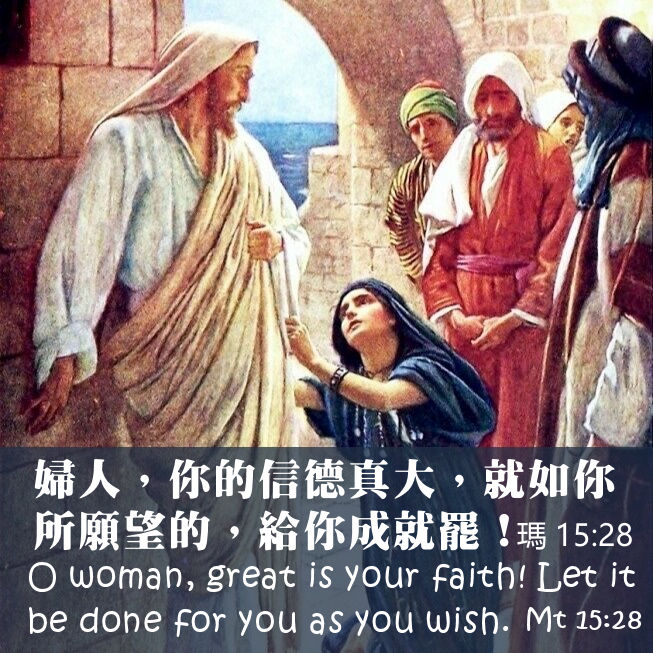 婦人，你的信德真大，就如你
所願望的，給你成就罷！瑪 15:28
O woman, great is your faith! Let it
be done for you as you wish. Mt 15:28